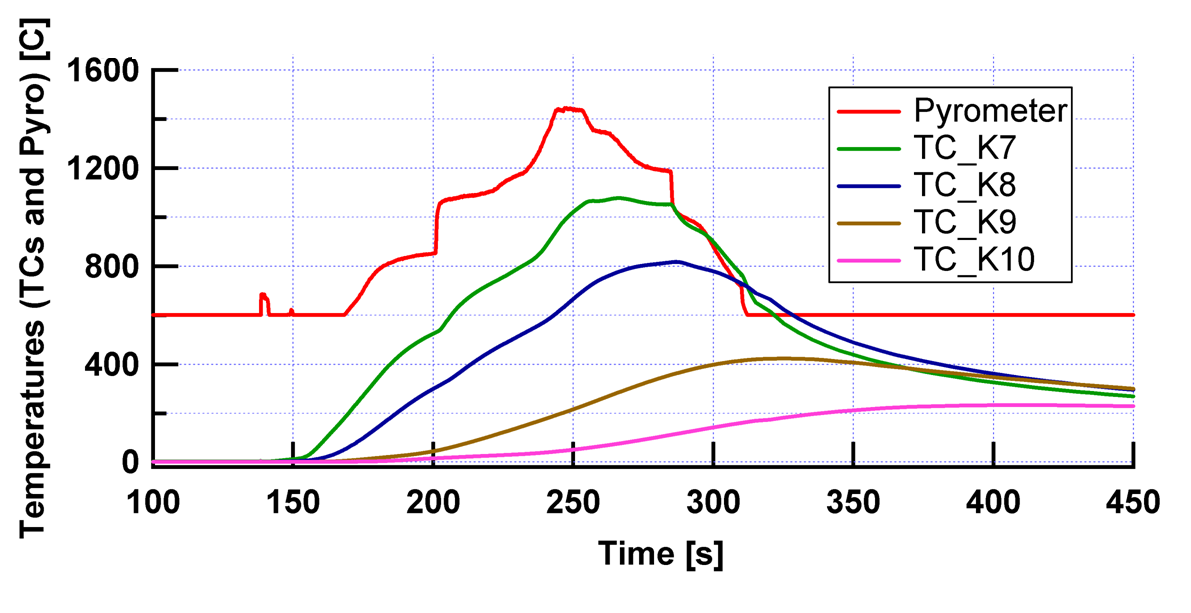 Temperatures (TCs and Pyro) [C]
1600
1200
800
400
0
Pyrometer
TC_K7
TC_K8
TC_K9
TC_K10
100 150 200 250 300 350 400 450
Time [s]